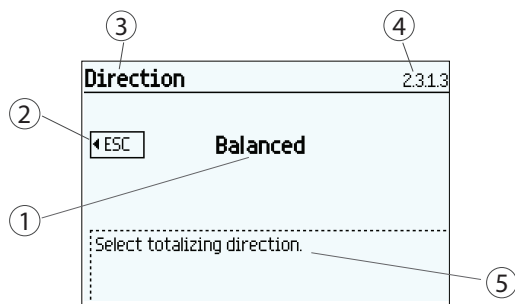 ③ ④
Direction 2.3.1.3
②
◂ ESC Balanced
①
Select totalizing direction.
⑤